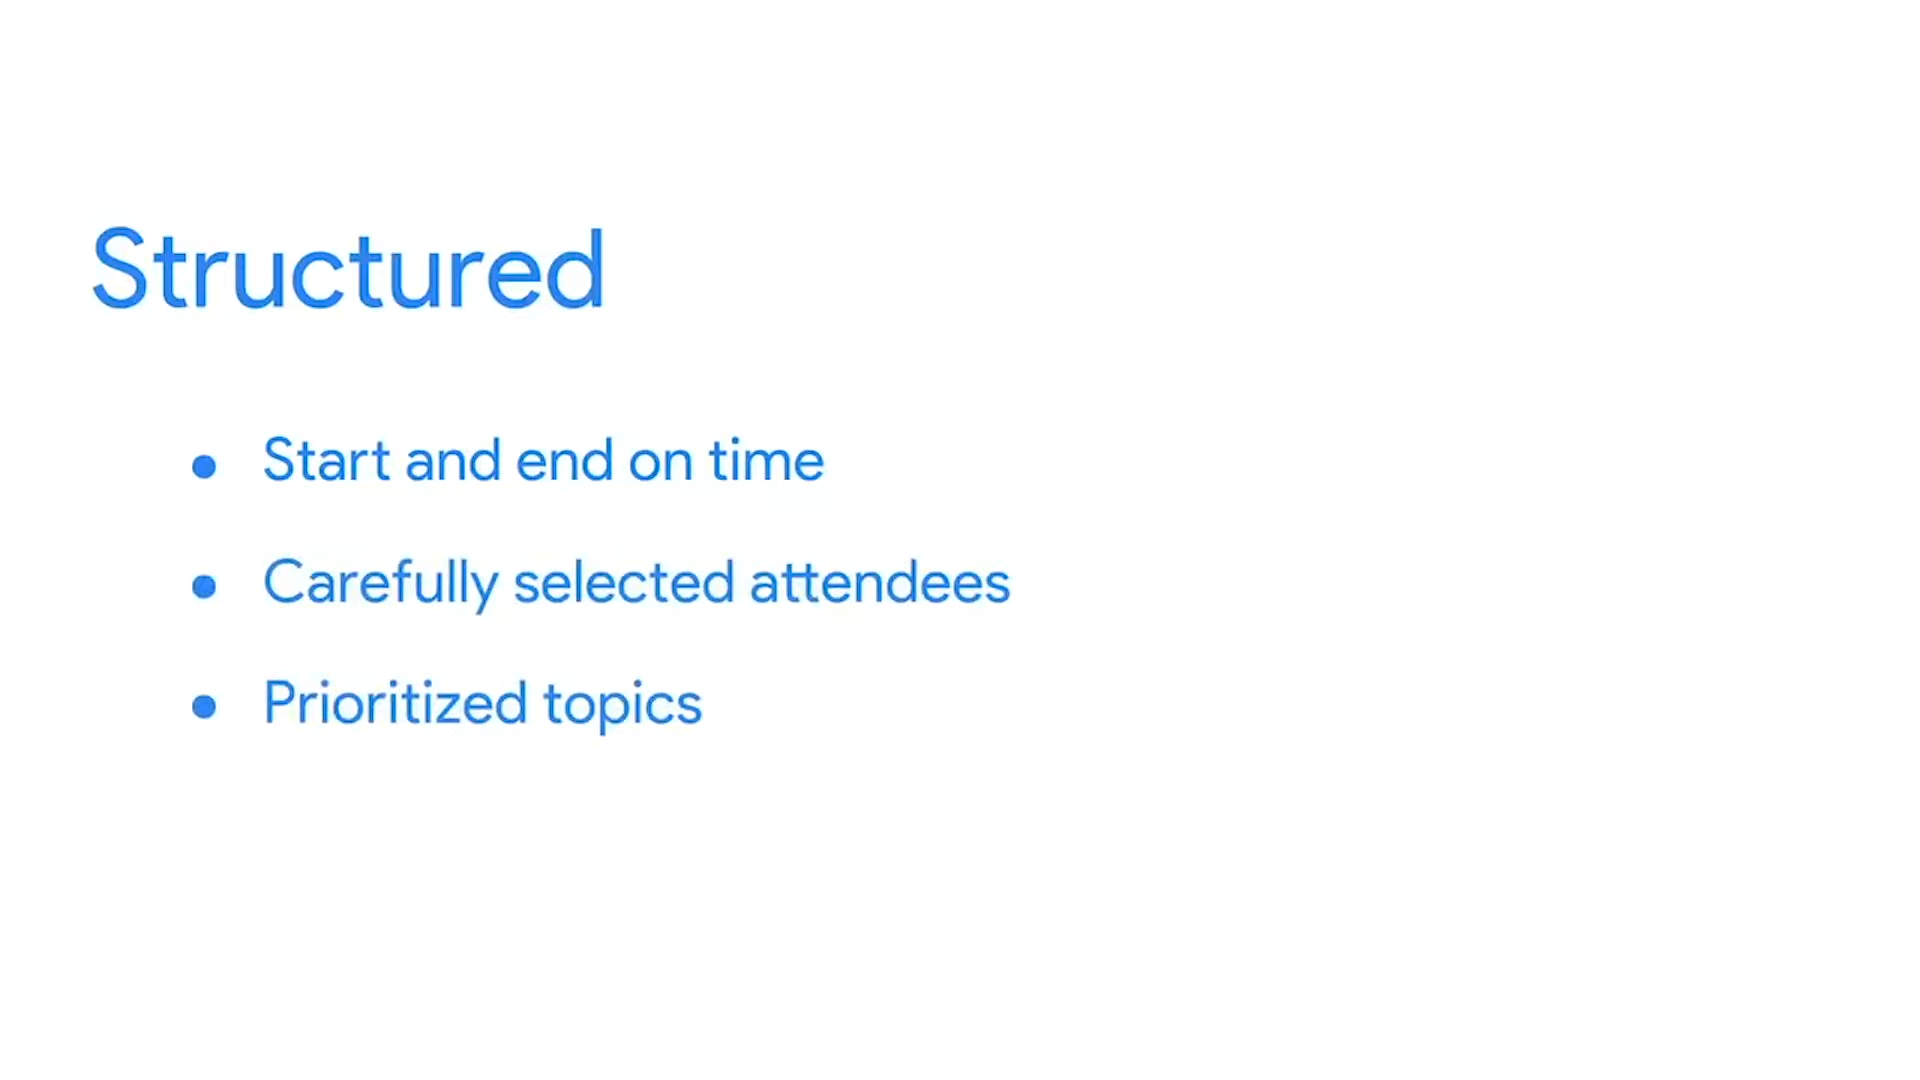 Structured
• Start and end on time
• Carefully selected attendees
• Prioritized topics